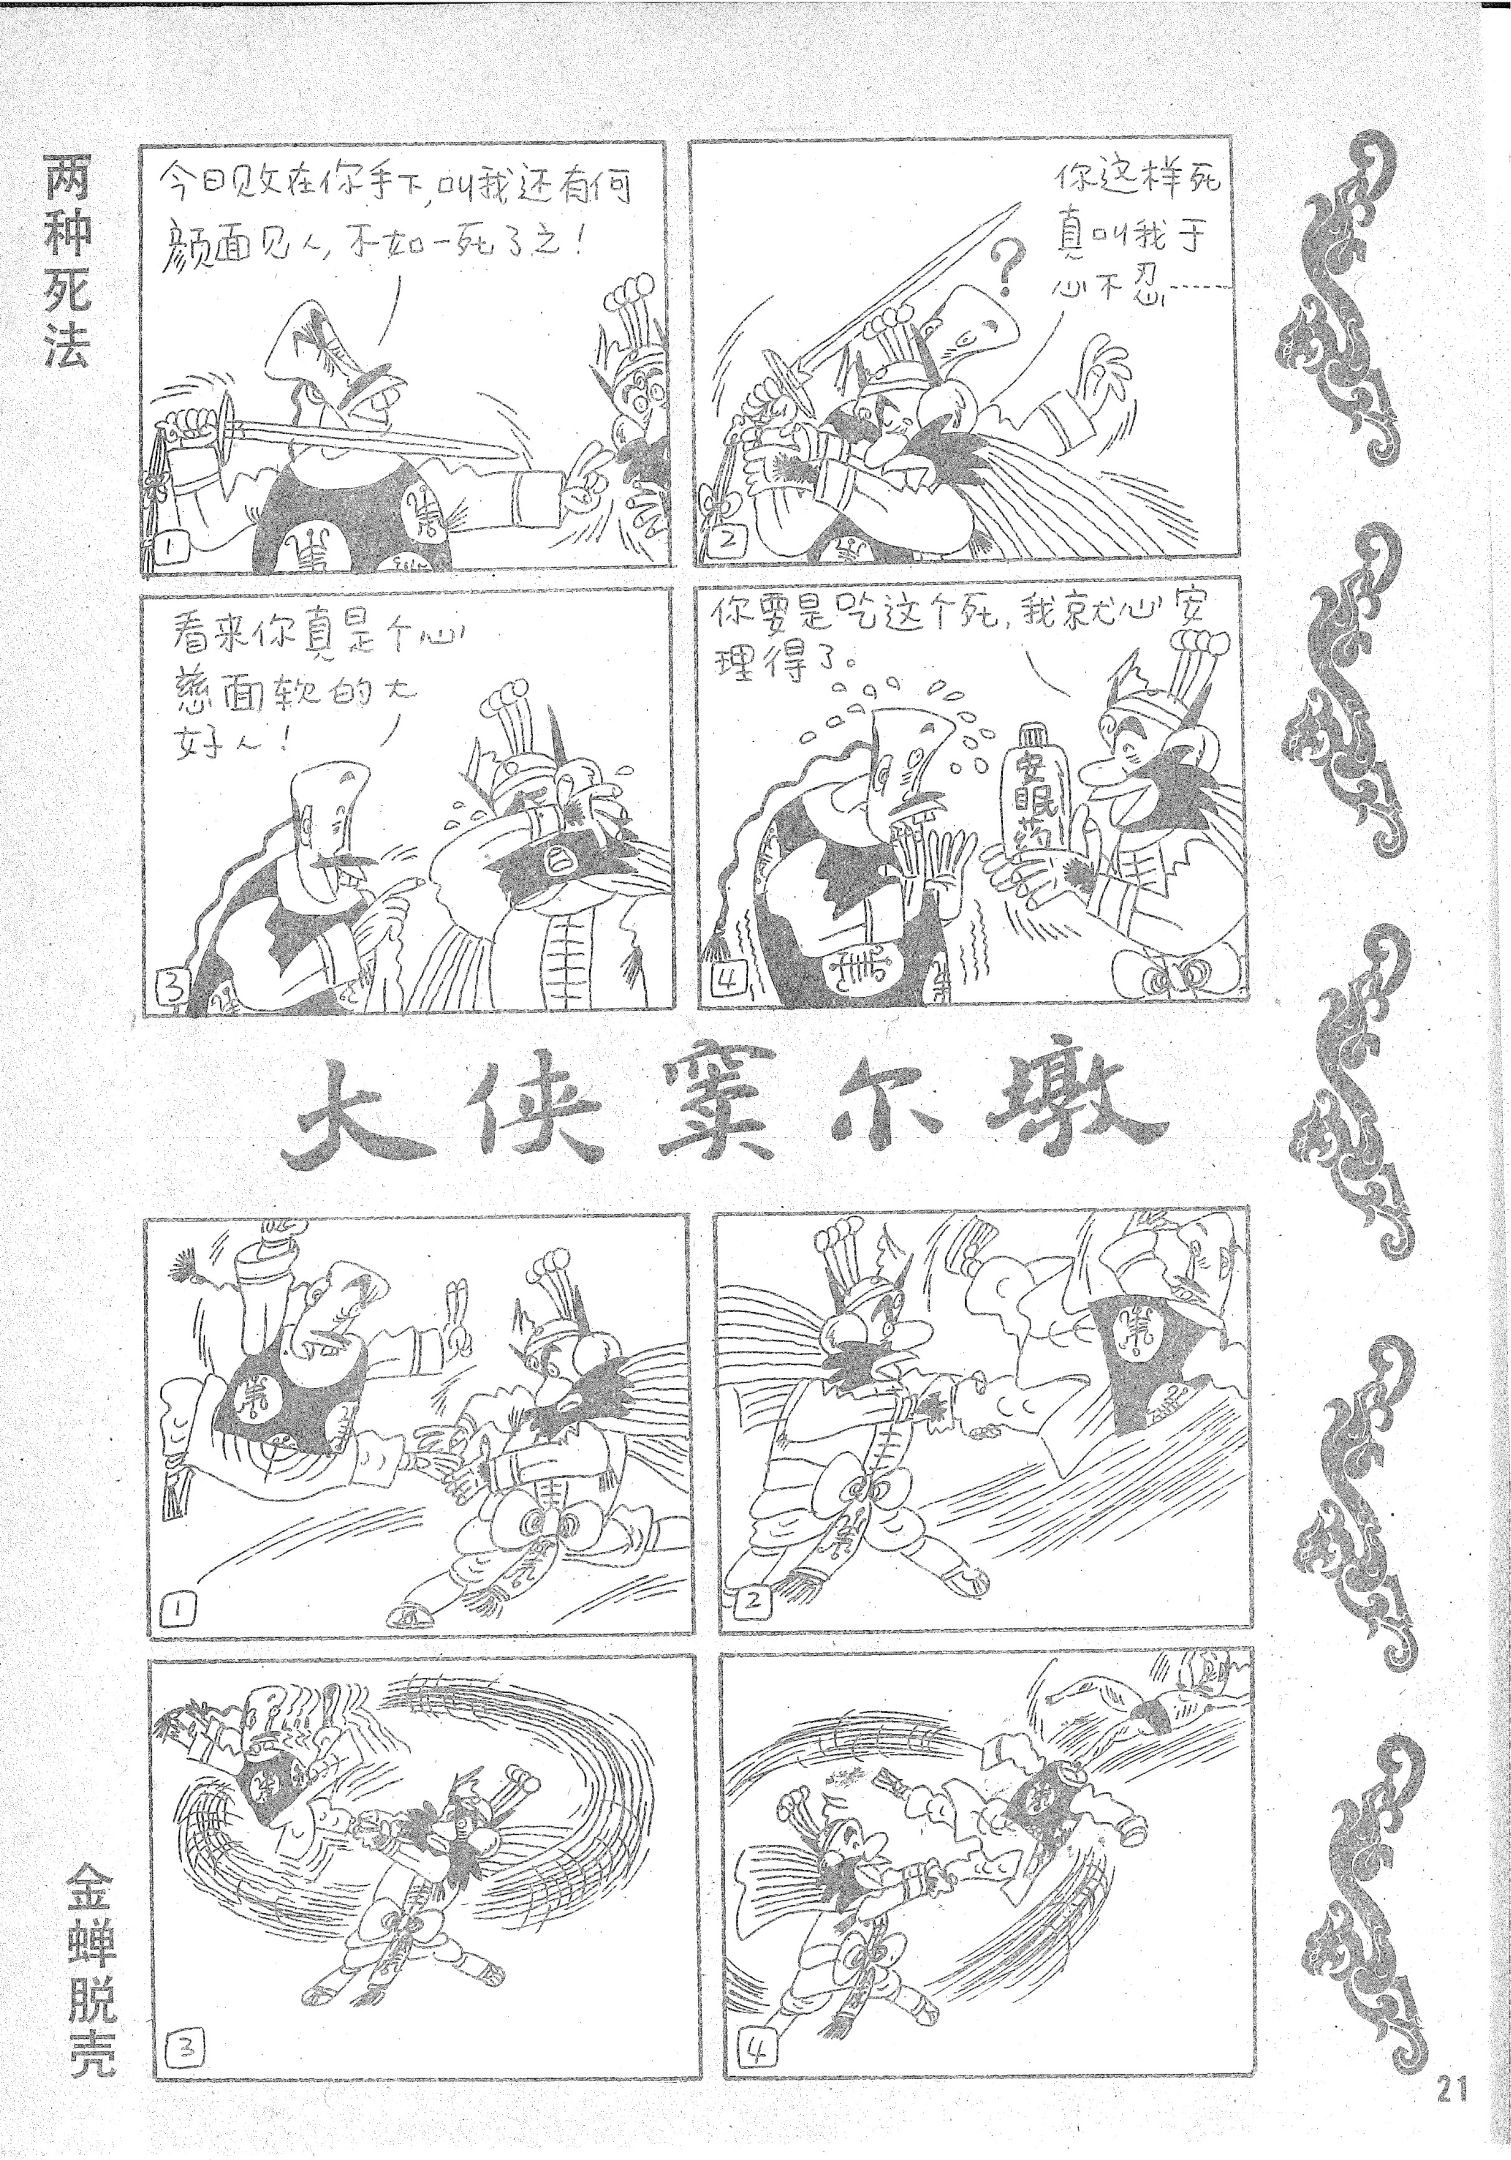 两种死法
今日败在你手下,叫我还有何
颜面见人,不如一死了之!
1
?
你这样死
真叫我于
心不忍……
2
看来你真是个心
慈面软的大
好人!
3
你要是吃这个死,我就心安
理得了。
安眠药
4
大侠窦尔墩
1
2
3
4
金蝉脱壳
21